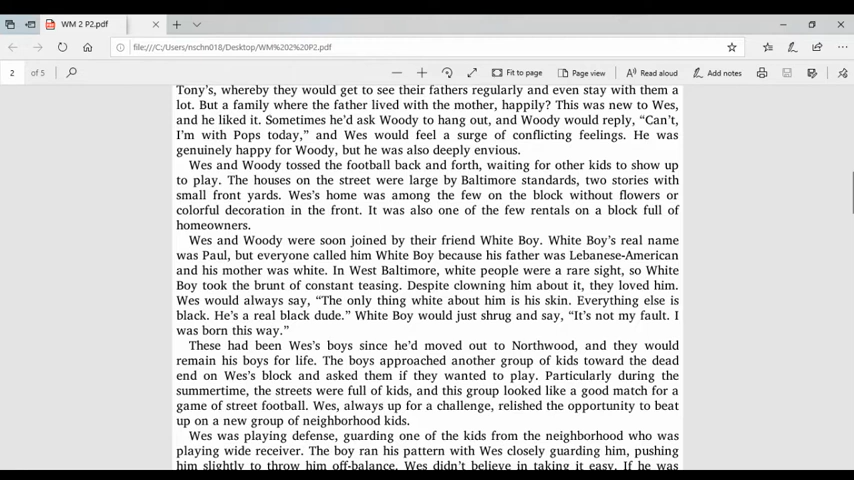 WM 2 P2.pdf
file:///C:/Users/nschn018/Desktop/WM%202%20P2.pdf
2 of 5 Fit to page Page view Read aloud Add notes
Tony's, whereby they would get to see their fathers regularly and even stay with them a
lot. But a family where the father lived with the mother, happily? This was new to Wes,
and he liked it. Sometimes he'd ask Woody to hang out, and Woody would reply, “Can't,
I'm with Pops today,” and Wes would feel a surge of conflicting feelings. He was
genuinely happy for Woody, but he was also deeply envious.
Wes and Woody tossed the football back and forth, waiting for other kids to show up
to play. The houses on the street were large by Baltimore standards, two stories with
small front yards. Wes's home was among the few on the block without flowers or
colorful decoration in the front. It was also one of the few rentals on a block full of
homeowners.
Wes and Woody were soon joined by their friend White Boy. White Boy's real name
was Paul, but everyone called him White Boy because his father was Lebanese-American
and his mother was white. In West Baltimore, white people were a rare sight, so White
Boy took the brunt of constant teasing. Despite clowning him about it, they loved him.
Wes would always say, “The only thing white about him is his skin. Everything else is
black. He's a real black dude.” White Boy would just shrug and say, “It's not my fault. I
was born this way.”
These had been Wes's boys since he'd moved out to Northwood, and they would
remain his boys for life. The boys approached another group of kids toward the dead
end on Wes's block and asked them if they wanted to play. Particularly during the
summertime, the streets were full of kids, and this group looked like a good match for a
game of street football. Wes, always up for a challenge, relished the opportunity to beat
up on a new group of neighborhood kids.
Wes was playing defense, guarding one of the kids from the neighborhood who was
playing wide receiver. The boy ran his pattern with Wes closely guarding him, pushing
him slightly to throw him off-balance. Wes didn't believe in taking it easy. If he was